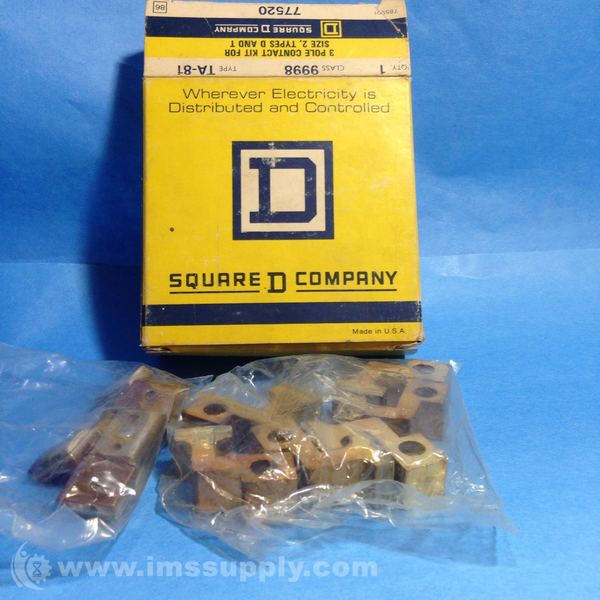 77520
SQUARE D COMPANY
3 POLE CONTACT KIT FOR
SIZE 2, TYPES D AND T
QTY. 1 CLASS 9998 TYPE TA-81
Wherever Electricity is
Distributed and Controlled
D
SQUARE D COMPANY
Made in U.S.A.
www.imssupply.com